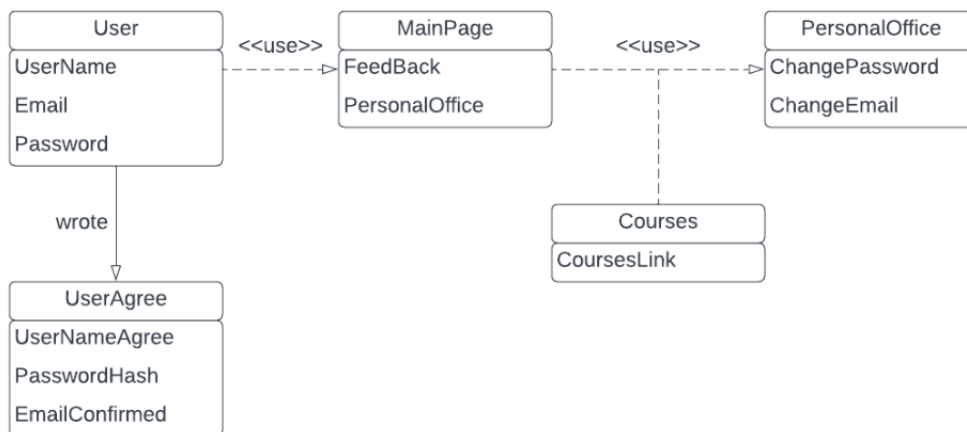 User
UserName
Email
Password
<<use>>
MainPage
FeedBack
PersonalOffice
<<use>>
PersonalOffice
ChangePassword
ChangeEmail
wrote
Courses
CoursesLink
UserAgree
UserNameAgree
PasswordHash
EmailConfirmed